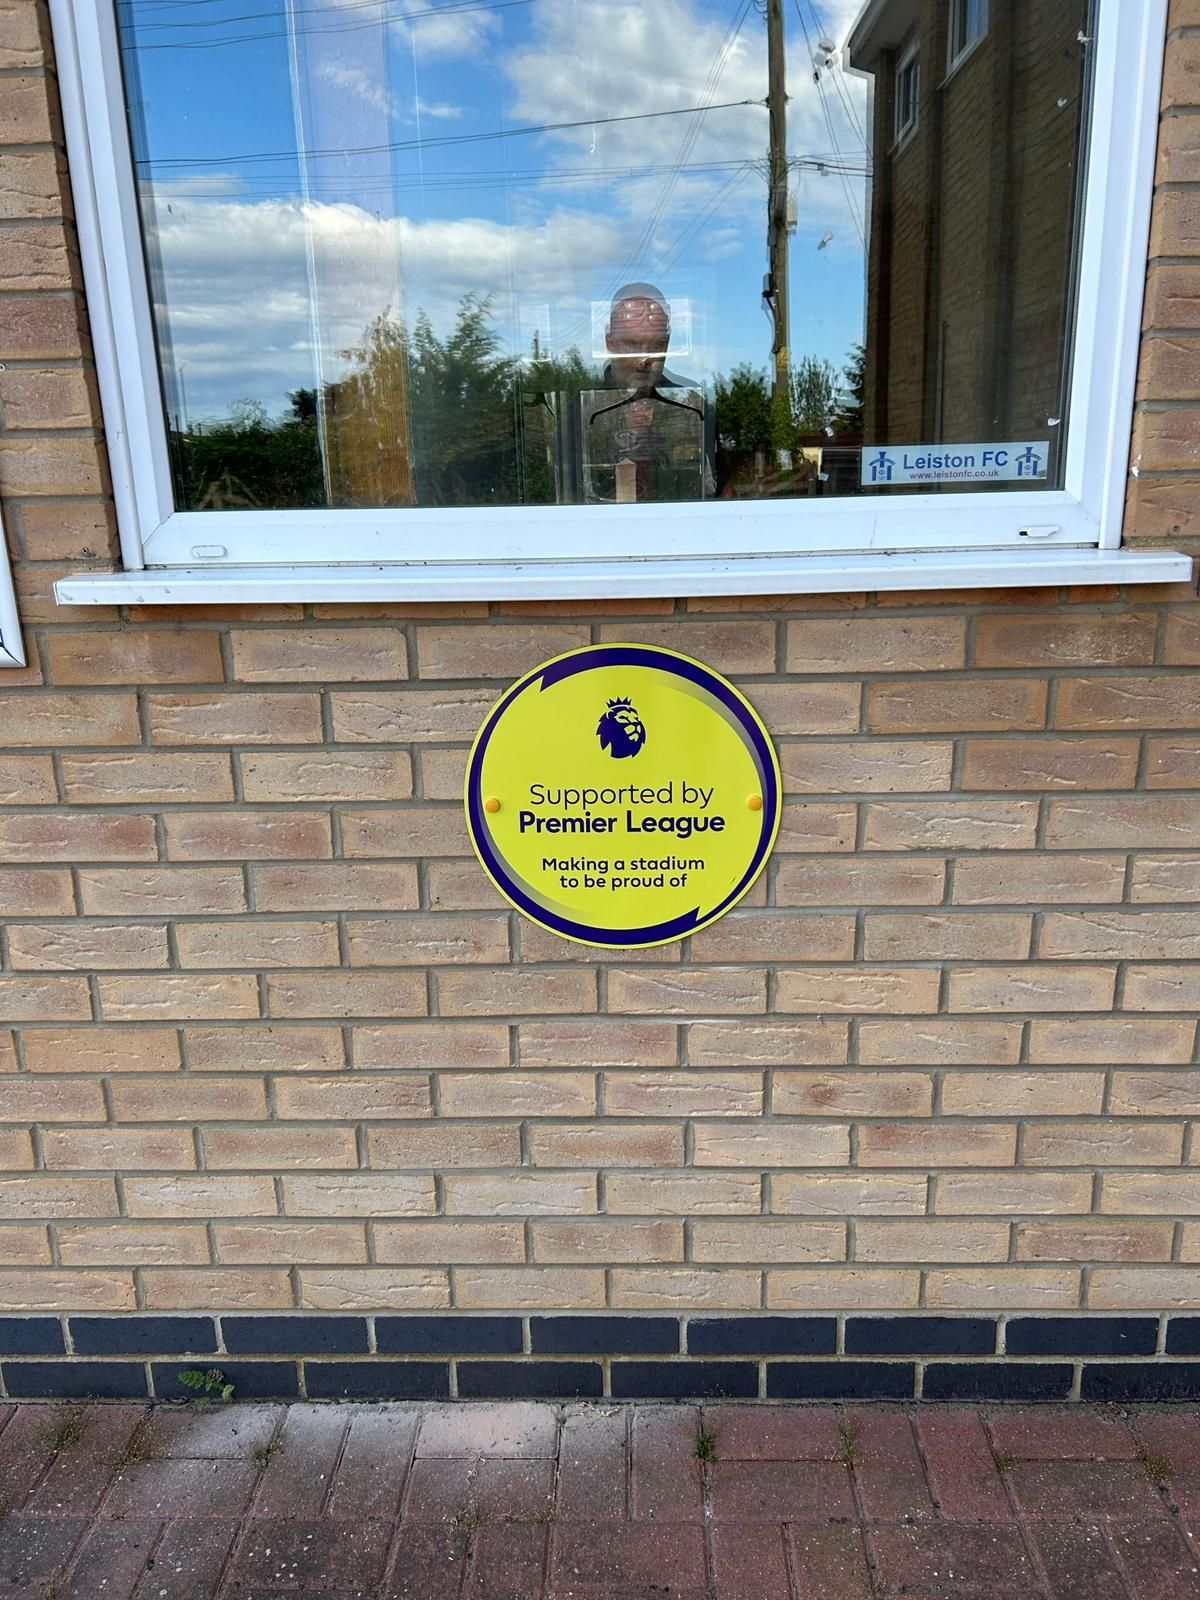 Leiston FC
www.leistonfc.co.uk
Supported by
Premier League
Making a stadium
to be proud of